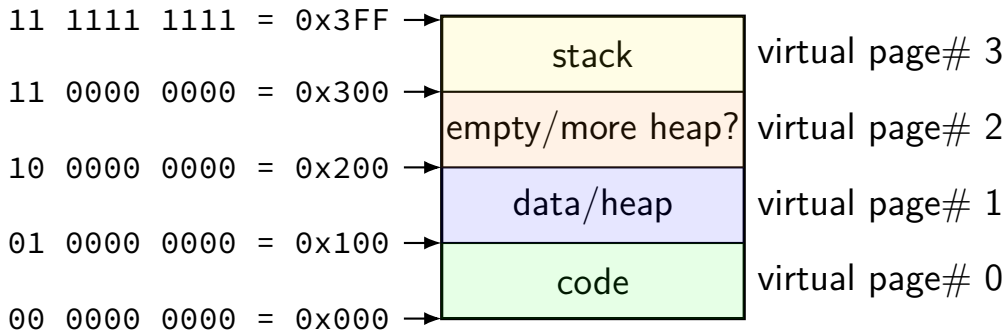 11 1111 1111 = 0x3FF
stack
virtual page# 3
11 0000 0000 = 0x300
empty/more heap?
virtual page# 2
10 0000 0000 = 0x200
data/heap
virtual page# 1
01 0000 0000 = 0x100
code
virtual page# 0
00 0000 0000 = 0x000